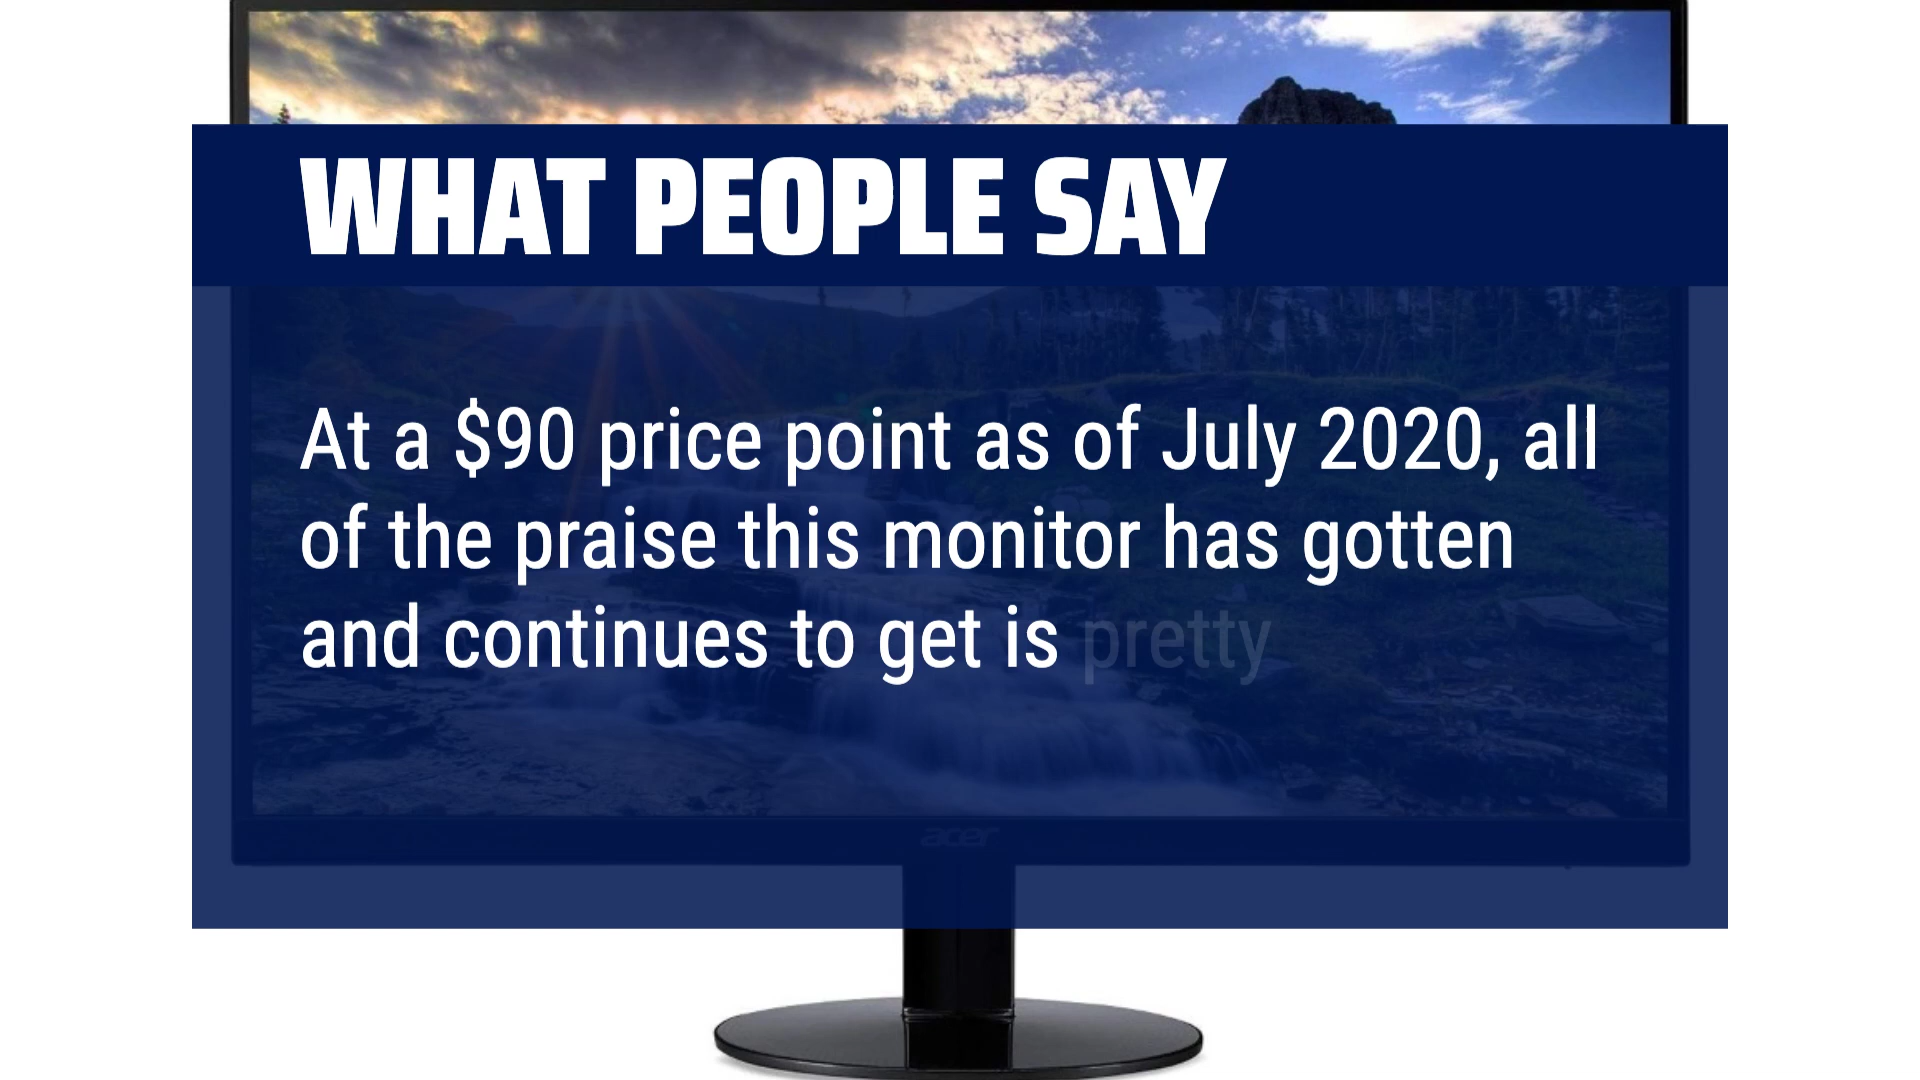 WHAT PEOPLE SAY
At a $90 price point as of July 2020, all
of the praise this monitor has gotten
and continues to get is pretty
acer